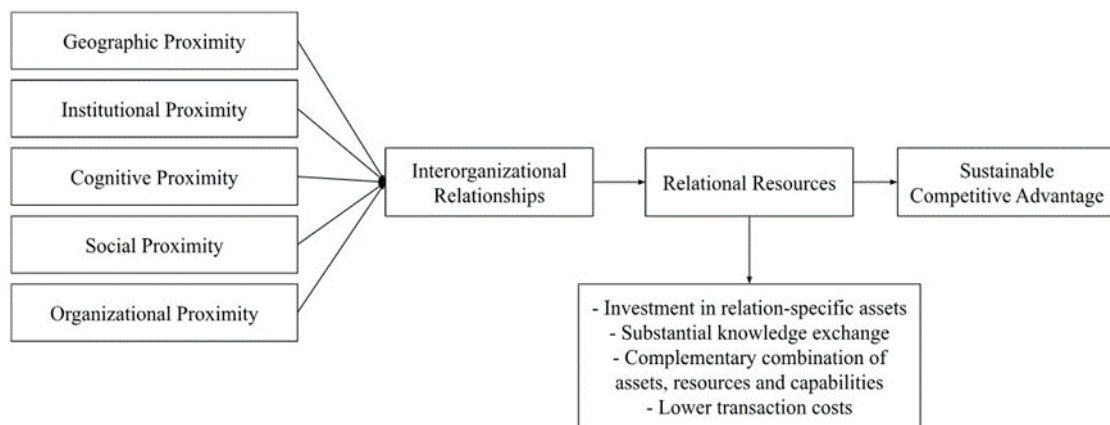 Geographic Proximity
Institutional Proximity
Cognitive Proximity
Social Proximity
Organizational Proximity
Interorganizational
Relationships
Relational Resources
Sustainable
Competitive Advantage
- Investment in relation-specific assets
- Substantial knowledge exchange
- Complementary combination of
assets, resources and capabilities
- Lower transaction costs